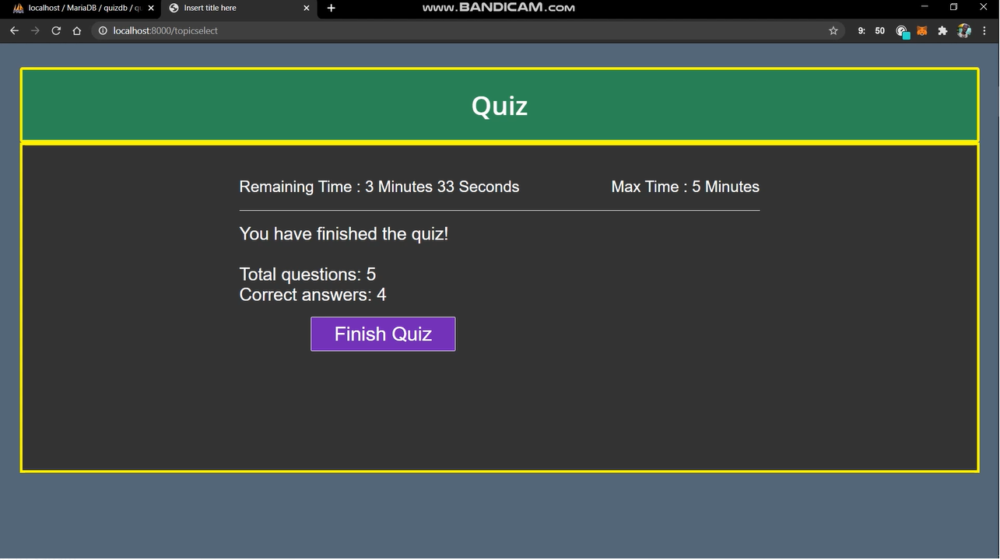 localhost / MariaDB / quizdb / qu
Insert title here
www.BANDICAM.com
localhost:8000/topicselect
9: 50
Quiz
Remaining Time : 3 Minutes 33 Seconds
Max Time : 5 Minutes
You have finished the quiz!
Total questions: 5
Correct answers: 4
Finish Quiz